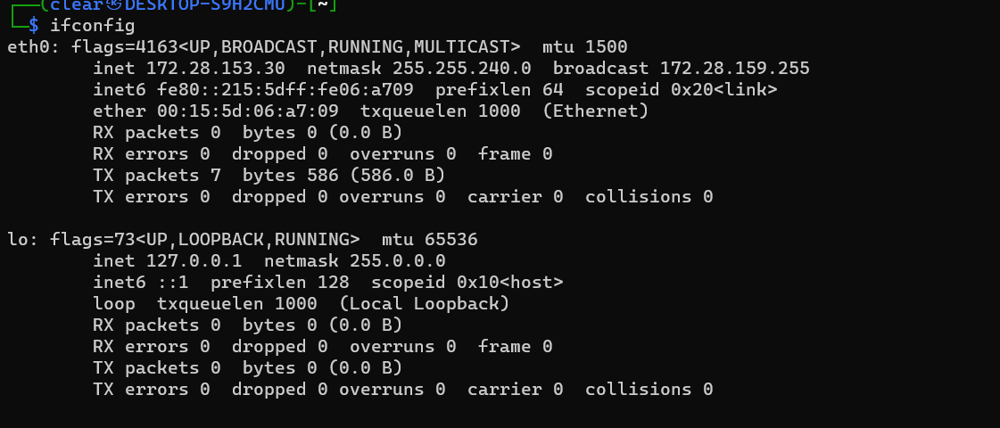 ┌──(clear㉿DESKTOP-S9H2CMU)-[~]
└─$ ifconfig
eth0: flags=4163<UP,BROADCAST,RUNNING,MULTICAST>  mtu 1500
        inet 172.28.153.30  netmask 255.255.240.0  broadcast 172.28.159.255
        inet6 fe80::215:5dff:fe06:a709  prefixlen 64  scopeid 0x20<link>
        ether 00:15:5d:06:a7:09  txqueuelen 1000  (Ethernet)
        RX packets 0  bytes 0 (0.0 B)
        RX errors 0  dropped 0  overruns 0  frame 0
        TX packets 7  bytes 586 (586.0 B)
        TX errors 0  dropped 0 overruns 0  carrier 0  collisions 0

lo: flags=73<UP,LOOPBACK,RUNNING>  mtu 65536
        inet 127.0.0.1  netmask 255.0.0.0
        inet6 ::1  prefixlen 128  scopeid 0x10<host>
        loop  txqueuelen 1000  (Local Loopback)
        RX packets 0  bytes 0 (0.0 B)
        RX errors 0  dropped 0  overruns 0  frame 0
        TX packets 0  bytes 0 (0.0 B)
        TX errors 0  dropped 0 overruns 0  carrier 0  collisions 0